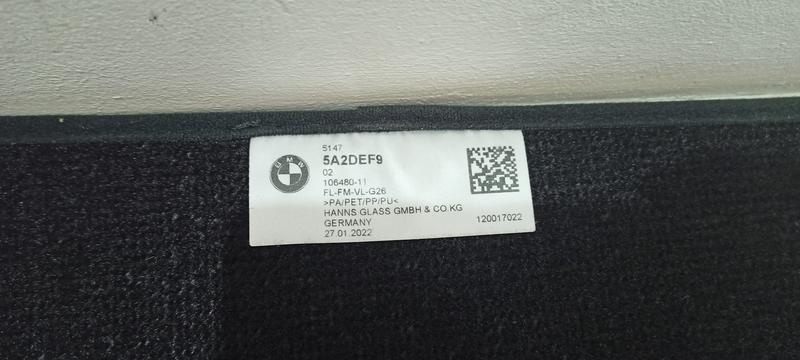 BMW
5147
5A2DEF9
02
106480-11
FL-FM-VL-G26
>PA/PET/PP/PU<
HANNS GLASS GMBH & CO.KG
GERMANY
27.01.2022
120017022